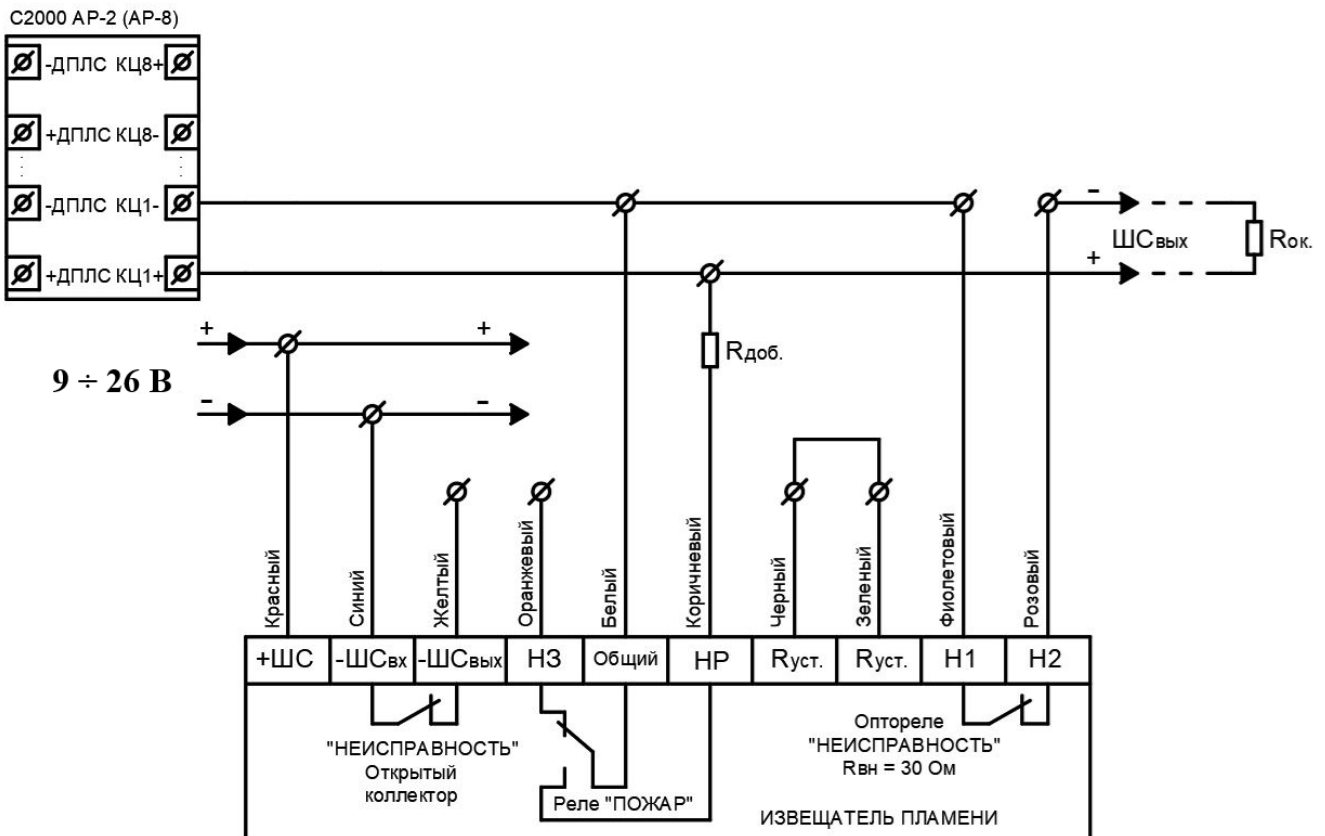 С2000 АР-2 (АР-8)
-ДПЛС КЦ8+
+ДПЛС КЦ8-
-ДПЛС КЦ1-
+ДПЛС КЦ1+
-
ШСвых
+
Rок.
+ +
9 ÷ 26 В
- -
Rдоб.
Красный
Синий
Желтый
Оранжевый
Белый
Коричневый
Черный
Зеленый
Фиолетовый
Розовый
+ШС -ШСвх -ШСвых НЗ Общий НР Rуст. Rуст. Н1 Н2
"НЕИСПРАВНОСТЬ"
Открытый
коллектор
Реле "ПОЖАР"
Оптореле
"НЕИСПРАВНОСТЬ"
Rвн = 30 Ом
ИЗВЕЩАТЕЛЬ ПЛАМЕНИ